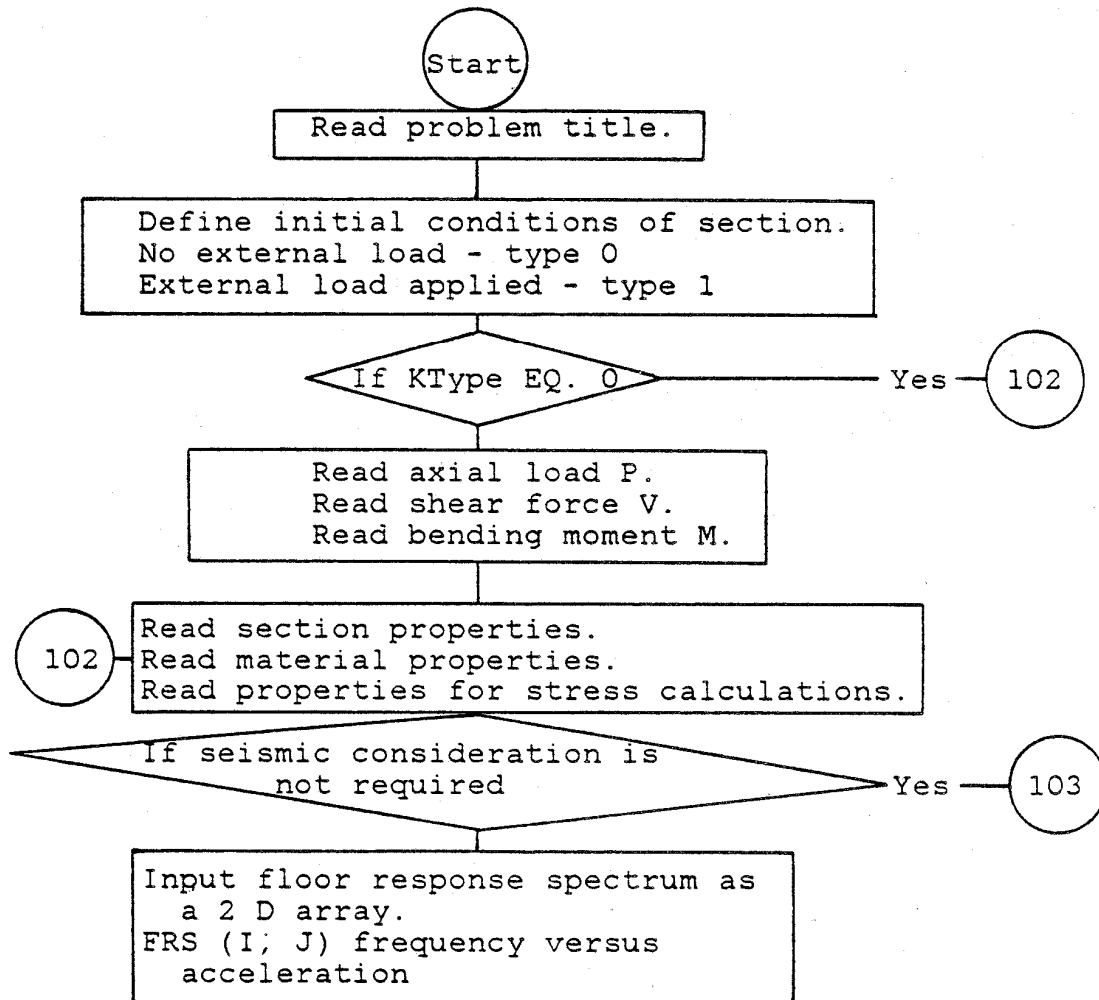 Start
Read problem title.
Define initial conditions of section.
No external load - type 0
External load applied - type 1
If KType EQ. 0
Yes
102
Read axial load P.
Read shear force V.
Read bending moment M.
102
Read section properties.
Read material properties.
Read properties for stress calculations.
If seismic consideration is
not required
Yes
103
Input floor response spectrum as
a 2 D array.
FRS (I, J) frequency versus
acceleration